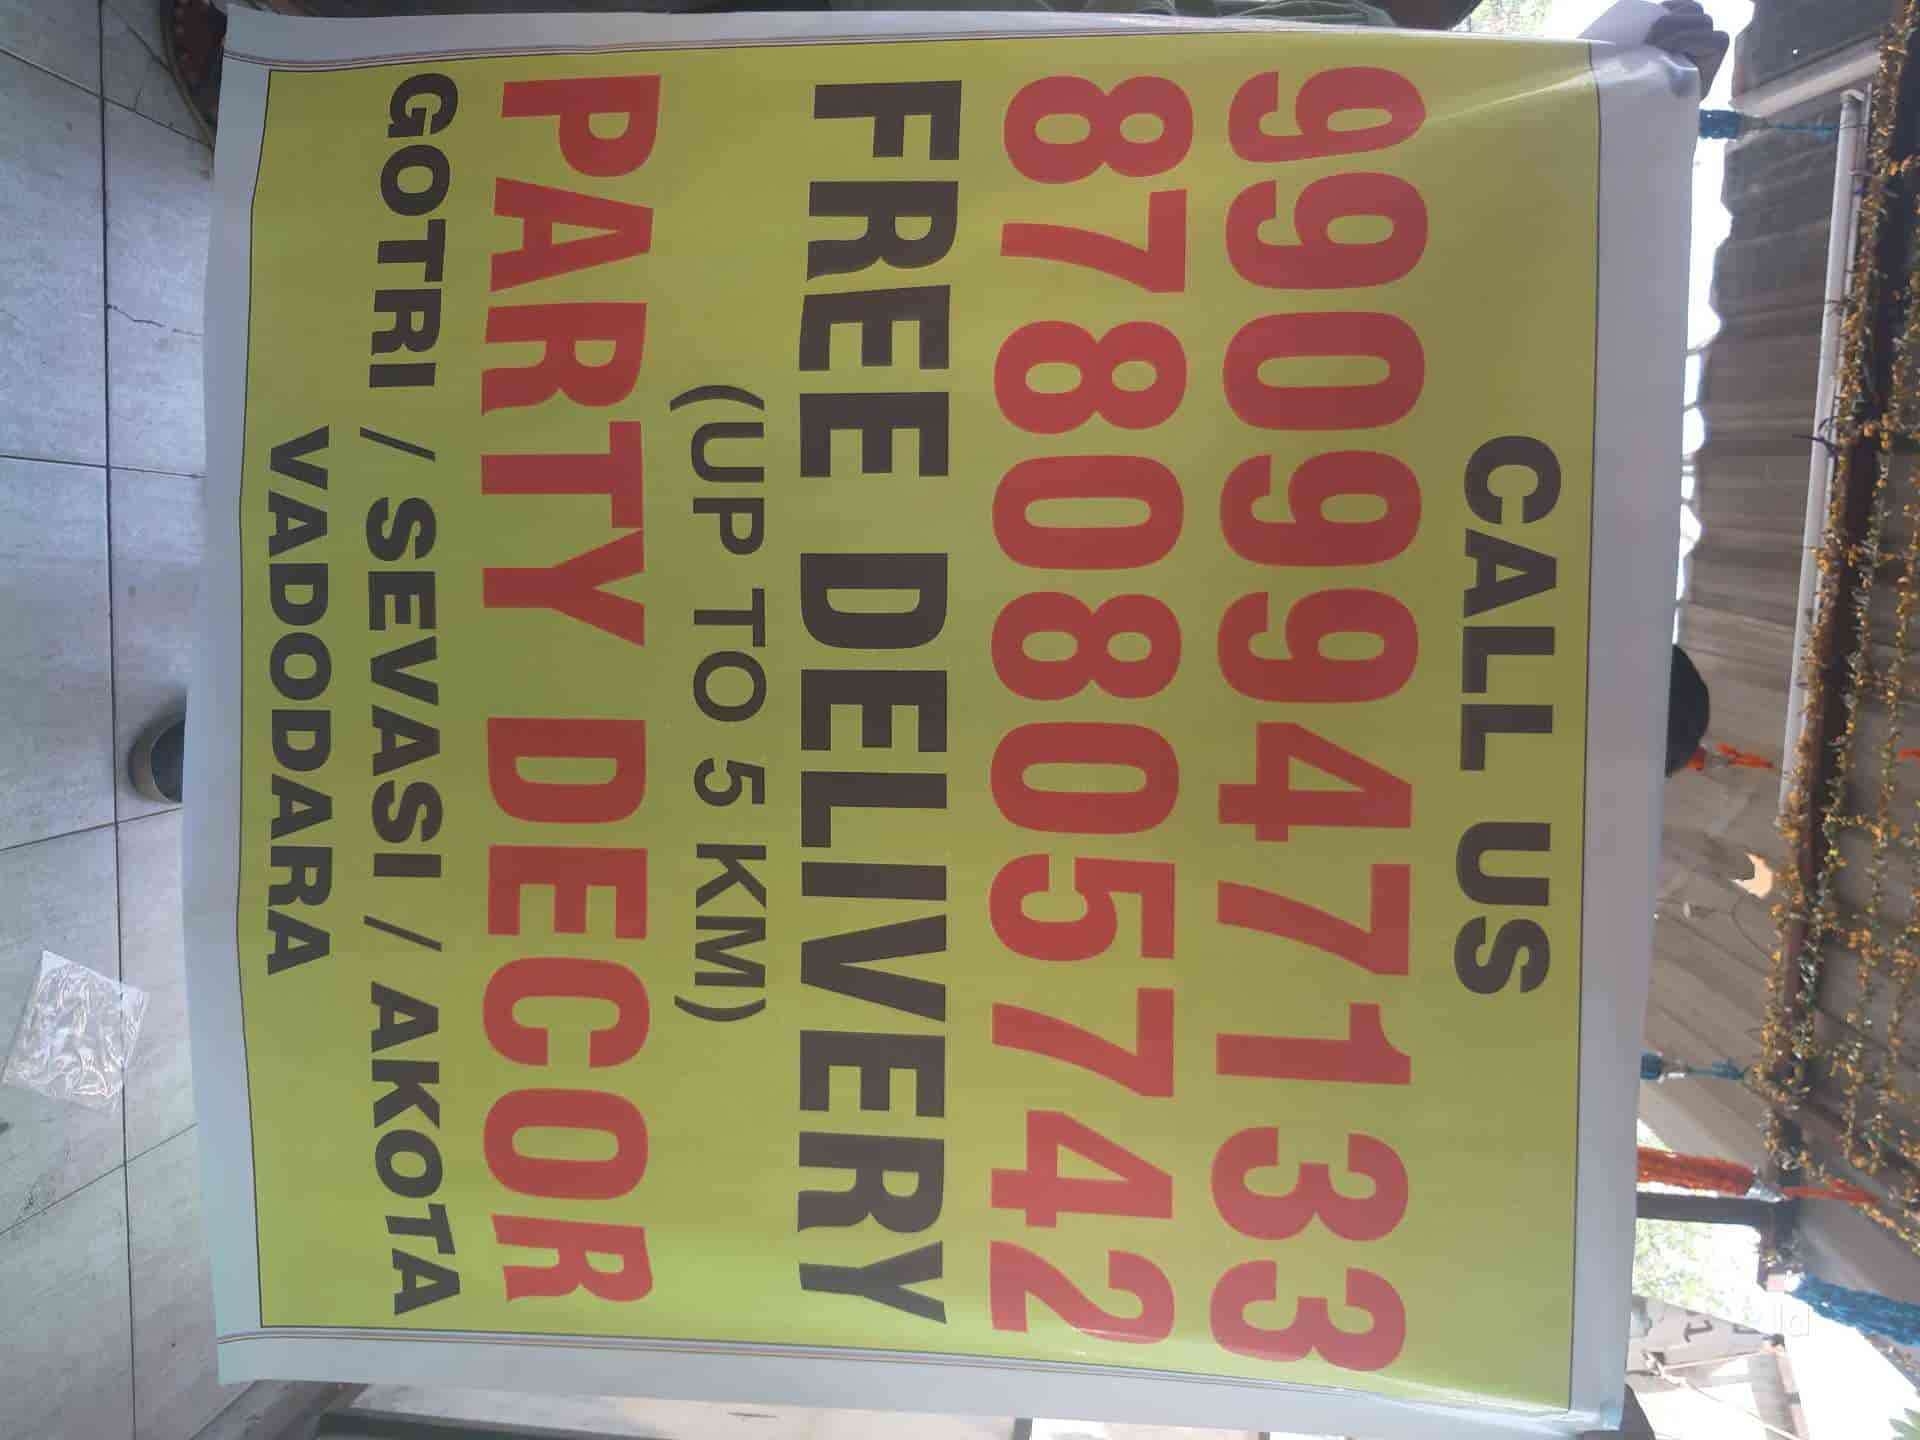 CALL US
9909947133
8780805742
FREE DELIVERY
(UP TO 5 KM)
PARTY DECOR
GOTRI / SEVASI / AKOTA
VADODARA